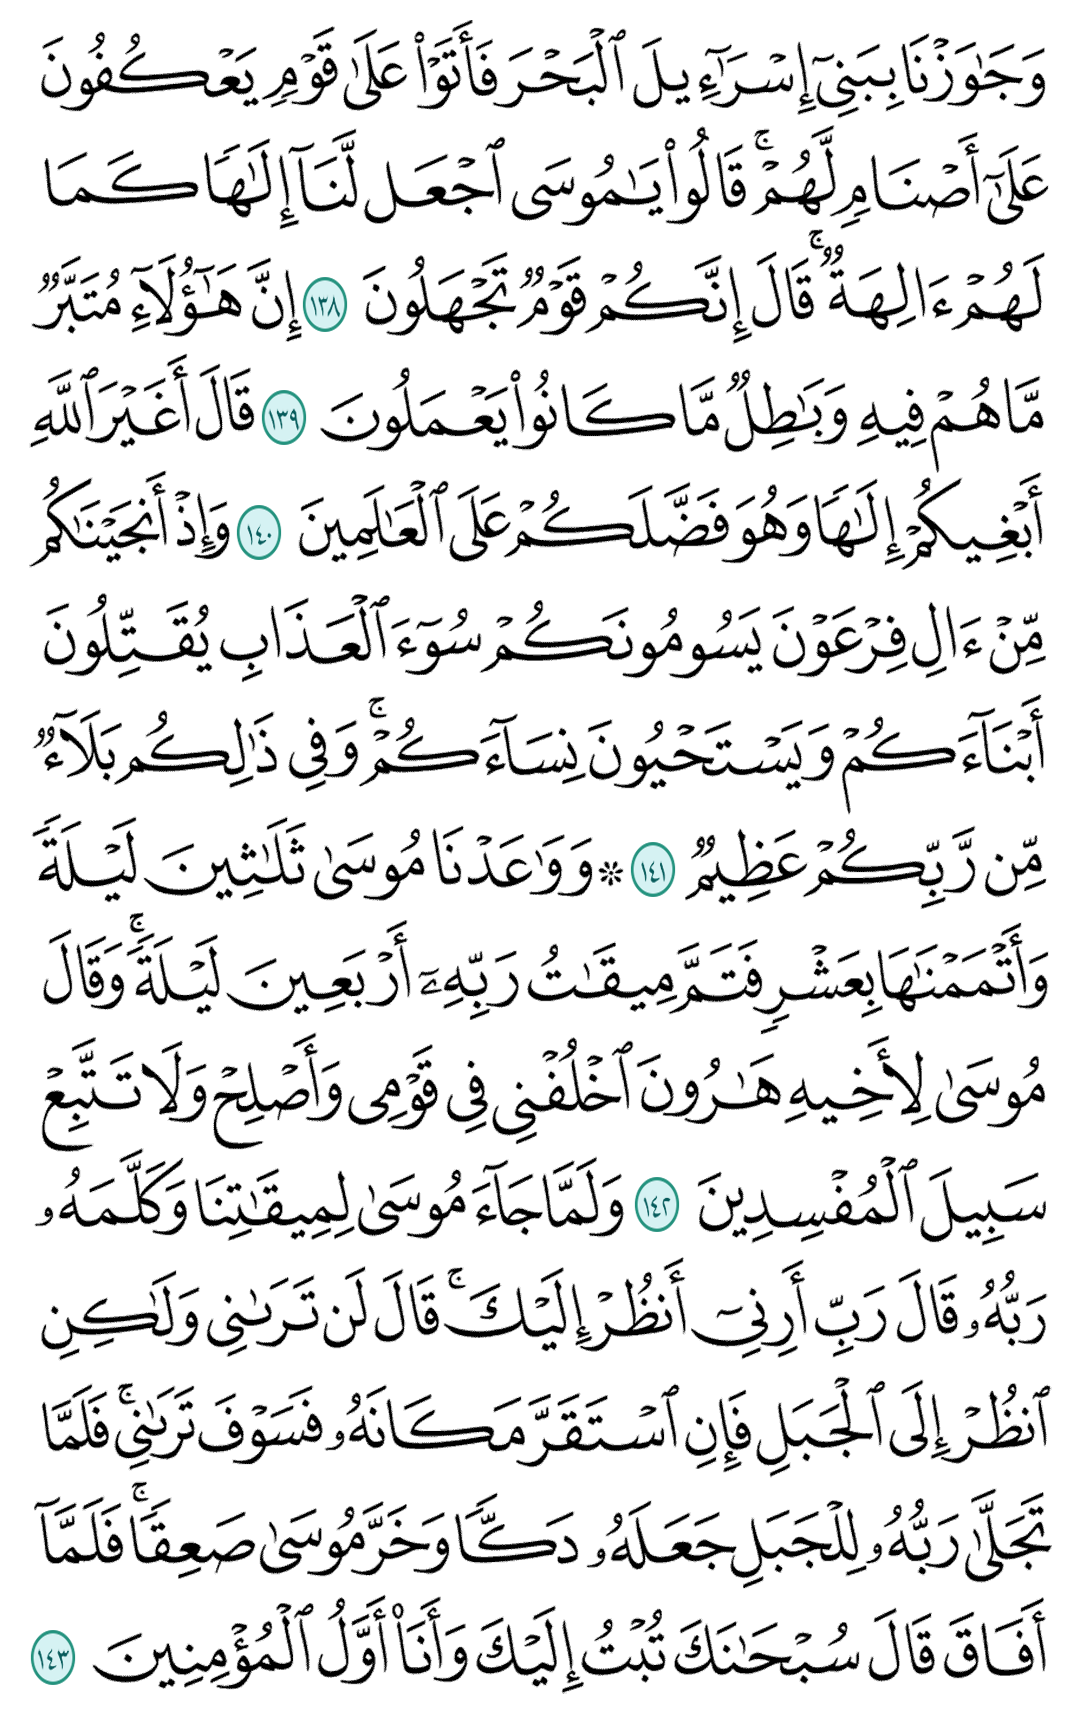 وَجَٰوَزْنَا بِبَنِىٓ إِسْرَٰٓءِيلَ ٱلْبَحْرَ فَأَتَوْا۟ عَلَىٰ قَوْمٍ يَعْكُفُونَ
عَلَىٰٓ أَصْنَامٍ لَّهُمْ ۚ قَالُوا۟ يَٰمُوسَى ٱجْعَل لَّنَآ إِلَٰهًا كَمَا
لَهُمْ ءَالِهَةٌ ۚ قَالَ إِنَّكُمْ قَوْمٌ تَجْهَلُونَ ١٣٨ إِنَّ هَٰٓؤُلَآءِ مُتَبَّرٌ
مَّا هُمْ فِيهِ وَبَٰطِلٌ مَّا كَانُوا۟ يَعْمَلُونَ ١٣٩ قَالَ أَغَيْرَ ٱللَّهِ
أَبْغِيكُمْ إِلَٰهًا وَهُوَ فَضَّلَكُمْ عَلَى ٱلْعَٰلَمِينَ ١٤٠ وَإِذْ أَنجَيْنَٰكُم
مِّنْ ءَالِ فِرْعَوْنَ يَسُومُونَكُمْ سُوٓءَ ٱلْعَذَابِ يُقَتِّلُونَ
أَبْنَآءَكُمْ وَيَسْتَحْيُونَ نِسَآءَكُمْ ۚ وَفِى ذَٰلِكُم بَلَآءٌ
مِّن رَّبِّكُمْ عَظِيمٌ ١٤١ ۞ وَوَٰعَدْنَا مُوسَىٰ ثَلَٰثِينَ لَيْلَةً
وَأَتْمَمْنَٰهَا بِعَشْرٍ فَتَمَّ مِيقَٰتُ رَبِّهِۦٓ أَرْبَعِينَ لَيْلَةً ۚ وَقَالَ
مُوسَىٰ لِأَخِيهِ هَٰرُونَ ٱخْلُفْنِى فِى قَوْمِى وَأَصْلِحْ وَلَا تَتَّبِعْ
سَبِيلَ ٱلْمُفْسِدِينَ ١٤٢ وَلَمَّا جَآءَ مُوسَىٰ لِمِيقَٰتِنَا وَكَلَّمَهُۥ
رَبُّهُۥ قَالَ رَبِّ أَرِنِىٓ أَنظُرْ إِلَيْكَ ۚ قَالَ لَن تَرَىٰنِى وَلَٰكِنِ
ٱنظُرْ إِلَى ٱلْجَبَلِ فَإِنِ ٱسْتَقَرَّ مَكَانَهُۥ فَسَوْفَ تَرَىٰنِى ۚ فَلَمَّا
تَجَلَّىٰ رَبُّهُۥ لِلْجَبَلِ جَعَلَهُۥ دَكًّا وَخَرَّ مُوسَىٰ صَعِقًا ۚ فَلَمَّآ
أَفَاقَ قَالَ سُبْحَٰنَكَ تُبْتُ إِلَيْكَ وَأَنَا۠ أَوَّلُ ٱلْمُؤْمِنِينَ ١٤٣